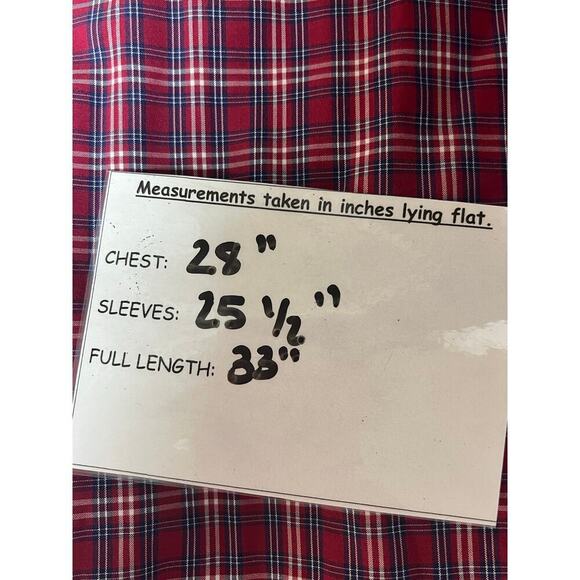 Measurements taken in inches lying flat.
CHEST: 28"
SLEEVES: 25 1/2"
FULL LENGTH: 33"